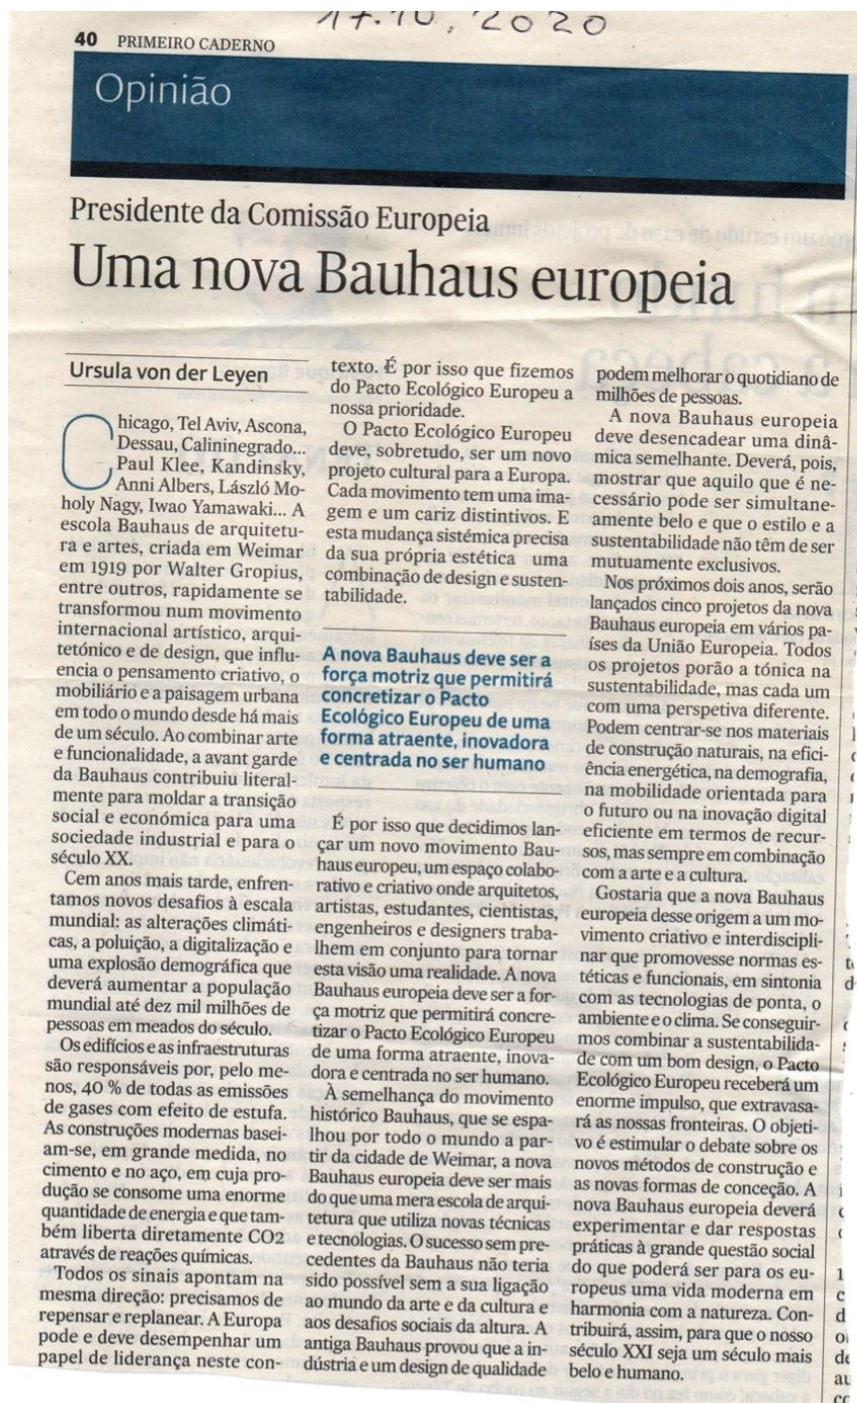 17.10.2020
40 PRIMEIRO CADERNO
Opinião
Presidente da Comissão Europeia
Uma nova Bauhaus europeia
Ursula von der Leyen
Chicago, Tel Aviv, Ascona,
Dessau, Calininegrado...
Paul Klee, Kandinsky,
Anni Albers, László Mo-
holy Nagy, Iwao Yamawaki... A
escola Bauhaus de arquitetu-
ra e artes, criada em Weimar
em 1919 por Walter Gropius,
entre outros, rapidamente se
transformou num movimento
internacional artístico, arqui-
tetónico e de design, que influ-
encia o pensamento criativo, o
mobiliário e a paisagem urbana
em todo o mundo desde há mais
de um século. Ao combinar arte
e funcionalidade, a avant garde
da Bauhaus contribuiu literal-
mente para moldar a transição
social e económica para uma
sociedade industrial e para o
século XX.
Cem anos mais tarde, enfren-
tamos novos desafios à escala
mundial: as alterações climáti-
cas, a poluição, a digitalização e
uma explosão demográfica que
deverá aumentar a população
mundial até dez mil milhões de
pessoas em meados do século.
Os edifícios e as infraestruturas
são responsáveis por, pelo me-
nos, 40 % de todas as emissões
de gases com efeito de estufa.
As construções modernas basei-
am-se, em grande medida, no
cimento e no aço, em cuja pro-
dução se consome uma enorme
quantidade de energia e que tam-
bém liberta diretamente CO2
através de reações químicas.
Todos os sinais apontam na
mesma direção: precisamos de
repensar e replanear. A Europa
pode e deve desempenhar um
papel de liderança neste con-
texto. É por isso que fizemos
do Pacto Ecológico Europeu a
nossa prioridade.
O Pacto Ecológico Europeu
deve, sobretudo, ser um novo
projeto cultural para a Europa.
Cada movimento tem uma ima-
gem e um cariz distintivos. E
esta mudança sistémica precisa
da sua própria estética uma
combinação de design e susten-
tabilidade.
A nova Bauhaus deve ser a
força motriz que permitirá
concretizar o Pacto
Ecológico Europeu de uma
forma atraente, inovadora
e centrada no ser humano
É por isso que decidimos lan-
çar um novo movimento Bau-
haus europeu, um espaço colabo-
rativo e criativo onde arquitetos,
artistas, estudantes, cientistas,
engenheiros e designers traba-
lhem em conjunto para tornar
esta visão uma realidade. A nova
Bauhaus europeia deve ser a for-
ça motriz que permitirá concre-
tizar o Pacto Ecológico Europeu
de uma forma atraente, inova-
dora e centrada no ser humano.
À semelhança do movimento
histórico Bauhaus, que se espa-
lhou por todo o mundo a par-
tir da cidade de Weimar, a nova
Bauhaus europeia deve ser mais
do que uma mera escola de arqui-
tetura que utiliza novas técnicas
e tecnologias. O sucesso sem pre-
cedentes da Bauhaus não teria
sido possível sem a sua ligação
ao mundo da arte e da cultura e
aos desafios sociais da altura. A
antiga Bauhaus provou que a in-
dústria e um design de qualidade
podem melhorar o quotidiano de
milhões de pessoas.
A nova Bauhaus europeia
deve desencadear uma dinâ-
mica semelhante. Deverá, pois,
mostrar que aquilo que é ne-
cessário pode ser simultane-
amente belo e que o estilo e a
sustentabilidade não têm de ser
mutuamente exclusivos.
Nos próximos dois anos, serão
lançados cinco projetos da nova
Bauhaus europeia em vários pa-
íses da União Europeia. Todos
os projetos porão a tónica na
sustentabilidade, mas cada um
com uma perspetiva diferente.
Podem centrar-se nos materiais
de construção naturais, na efici-
ência energética, na demografia,
na mobilidade orientada para
o futuro ou na inovação digital
eficiente em termos de recur-
sos, mas sempre em combinação
com a arte e a cultura.
Gostaria que a nova Bauhaus
europeia desse origem a um mo-
vimento criativo e interdiscipli-
nar que promovesse normas es-
téticas e funcionais, em sintonia
com as tecnologias de ponta, o
ambiente e o clima. Se conseguir-
mos combinar a sustentabilida-
de com um bom design, o Pacto
Ecológico Europeu receberá um
enorme impulso, que extravasa-
rá as nossas fronteiras. O objeti-
vo é estimular o debate sobre os
novos métodos de construção e
as novas formas de conceção. A
nova Bauhaus europeia deverá
experimentar e dar respostas
práticas à grande questão social
do que poderá ser para os eu-
ropeus uma vida moderna em
harmonia com a natureza. Con-
tribuirá, assim, para que o nosso
século XXI seja um século mais
belo e humano.